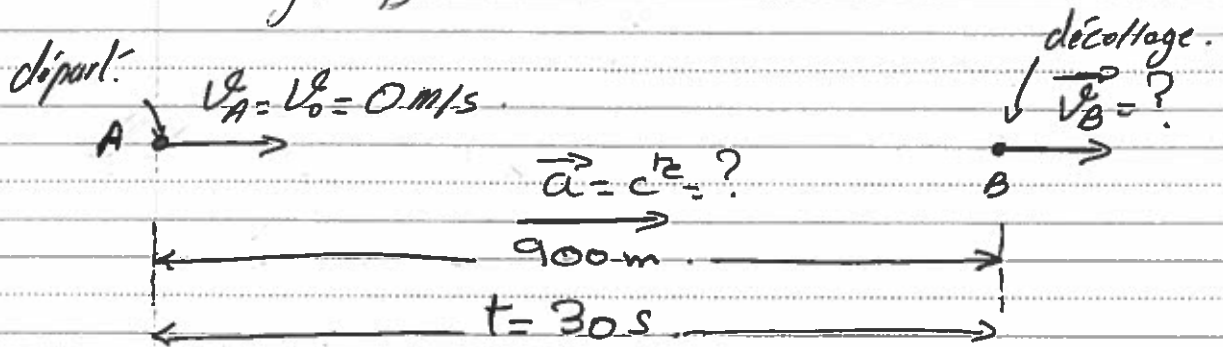 décollage.
départ:
V_A = V_0 = 0 m/s.
V_B = ?
A
B
a = c^te = ?
900 m
t = 30 s